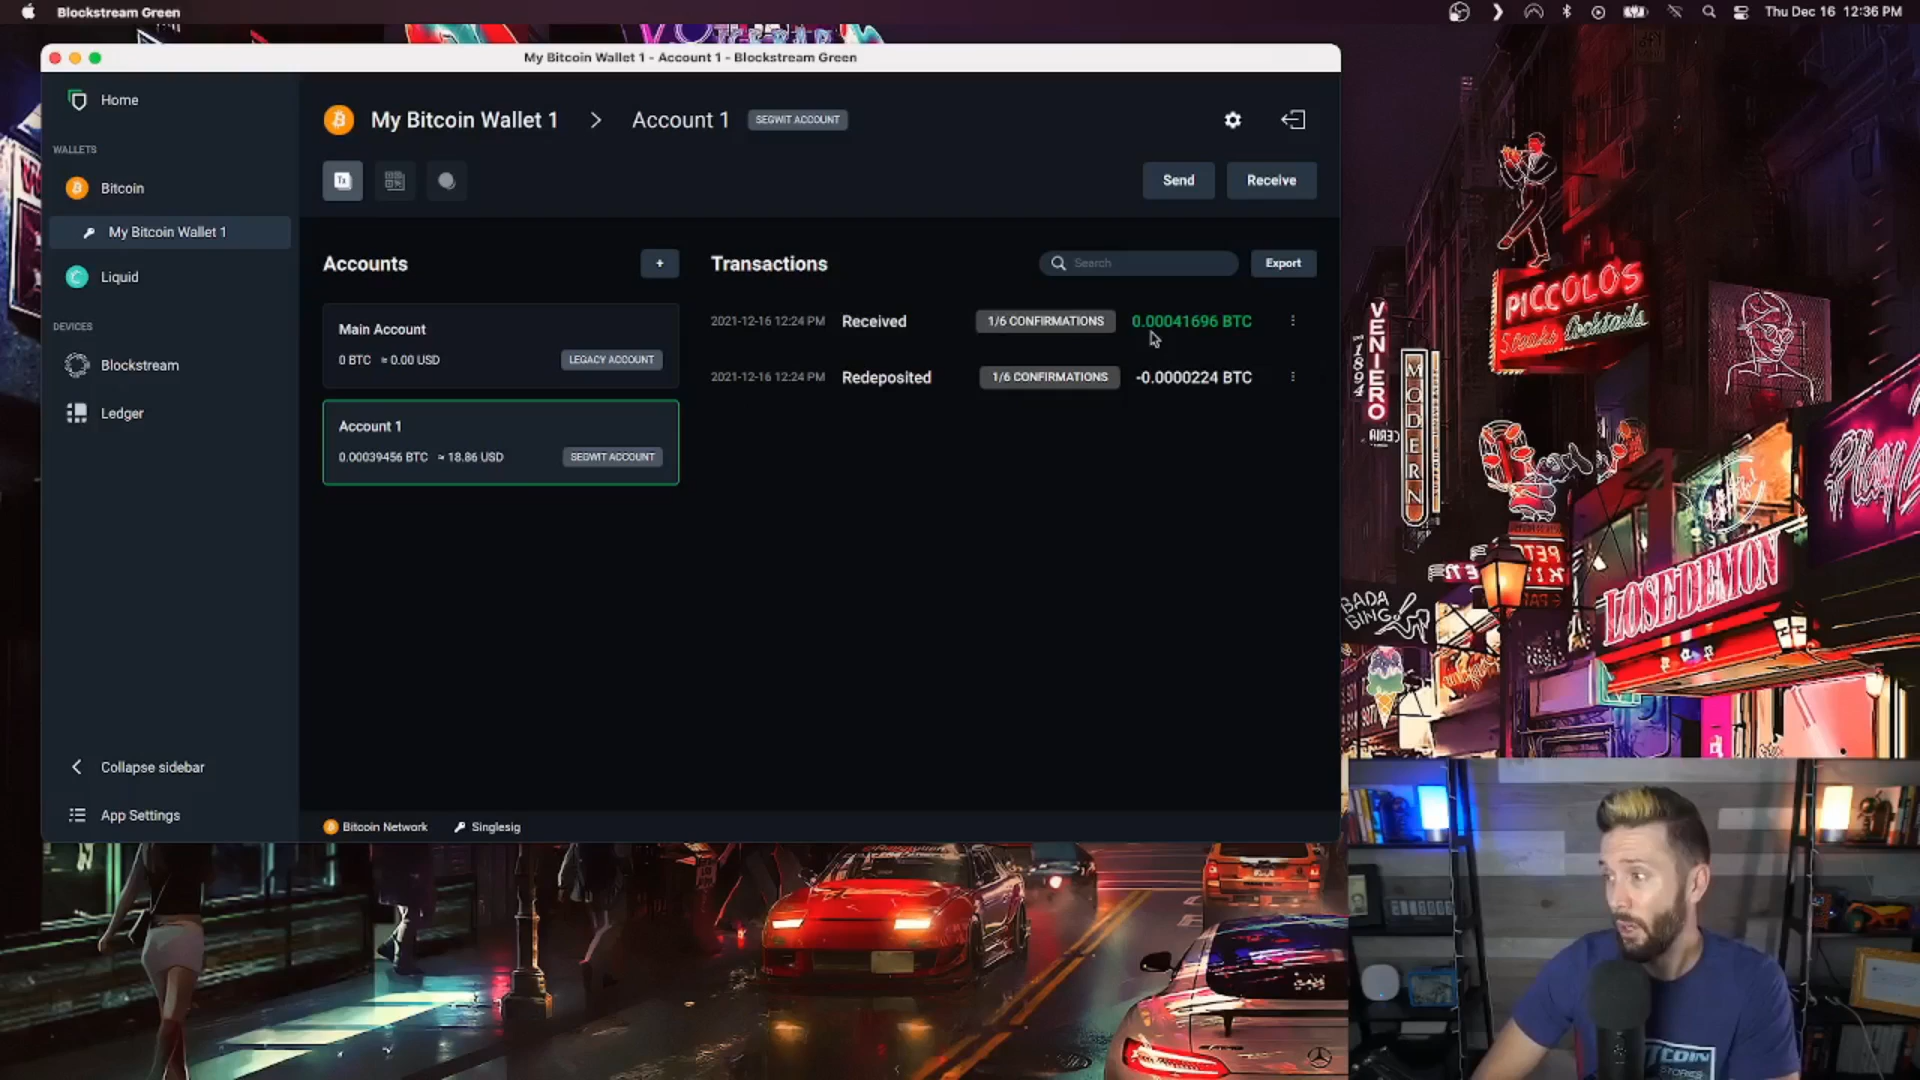 Blockstream Green
Thu Dec 16 12:36 PM
My Bitcoin Wallet 1 - Account 1 - Blockstream Green
Home
WALLETS
Bitcoin
My Bitcoin Wallet 1
Liquid
DEVICES
Blockstream
Ledger
Collapse sidebar
App Settings
My Bitcoin Wallet 1 > Account 1 SEGWIT ACCOUNT
Tx
Send Receive
Accounts +
Main Account
0 BTC ≈ 0.00 USD LEGACY ACCOUNT
Account 1
0.00039456 BTC ≈ 18.86 USD SEGWIT ACCOUNT
Transactions Search Export
2021-12-16 12:24 PM Received 1/6 CONFIRMATIONS 0.00041696 BTC
2021-12-16 12:24 PM Redeposited 1/6 CONFIRMATIONS -0.0000224 BTC
Bitcoin Network Singlesig
PICCOLOS
Steaks Cocktails
VENIERO
MODERN
LOSEDEMON
BADA
BING